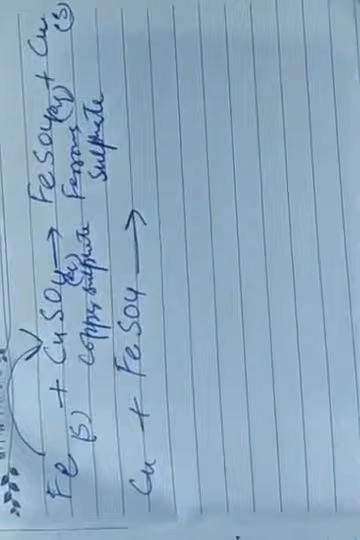 Fe + CuSO4 → FeSO4 + Cu
(s) (aq) (aq) (s)
Copper Sulphate Ferrous
Sulphate
Cu + FeSO4 →